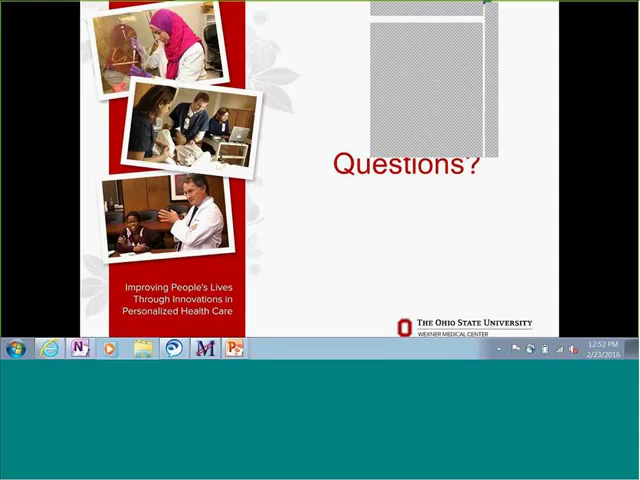 Questions?
Improving People's Lives
Through Innovations in
Personalized Health Care
THE OHIO STATE UNIVERSITY
WEXNER MEDICAL CENTER
12:52 PM
2/23/2016